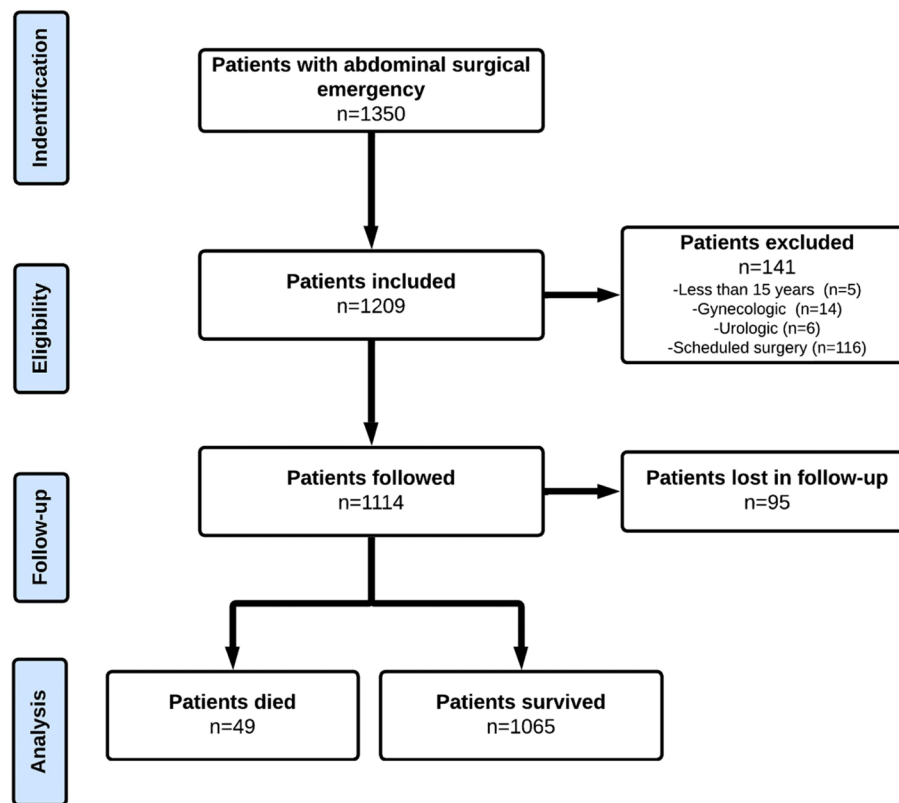 Indentification
Patients with abdominal surgical
emergency
n=1350
Eligibility
Patients included
n=1209
Patients excluded
n=141
-Less than 15 years (n=5)
-Gynecologic (n=14)
-Urologic (n=6)
-Scheduled surgery (n=116)
Follow-up
Patients followed
n=1114
Patients lost in follow-up
n=95
Analysis
Patients died
n=49
Patients survived
n=1065